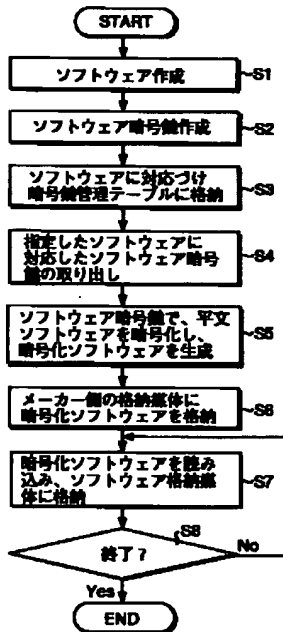 START
ソフトウェア作成
S1
ソフトウェア暗号鍵作成
S2
ソフトウェアに対応づけ
暗号鍵管理テーブルに格納
S3
指定したソフトウェアに
対応したソフトウェア暗号
鍵の取り出し
S4
ソフトウェア暗号鍵で、平文
ソフトウェアを暗号化し、
暗号化ソフトウェアを生成
S5
メーカー側の格納媒体に
暗号化ソフトウェアを格納
S6
暗号化ソフトウェアを読み
込み、ソフトウェア格納媒
体に格納
S7
S8
終了?
No
Yes
END